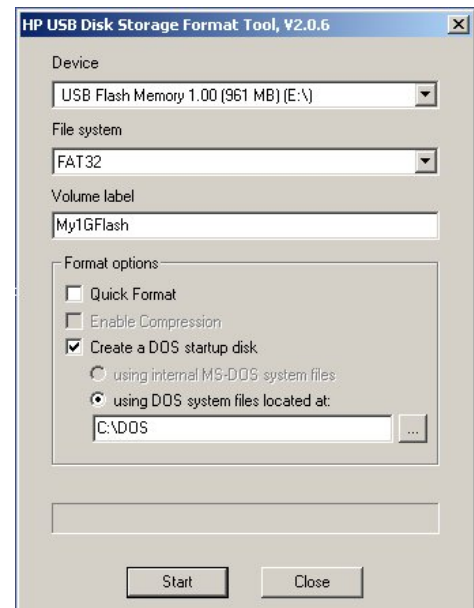 HP USB Disk Storage Format Tool, V2.0.6
Device
USB Flash Memory 1.00 (961 MB) (E:\)
File system
FAT32
Volume label
My1GFlash
Format options
Quick Format
Enable Compression
Create a DOS startup disk
using internal MS-DOS system files
using DOS system files located at:
C:\DOS
...
Start
Close